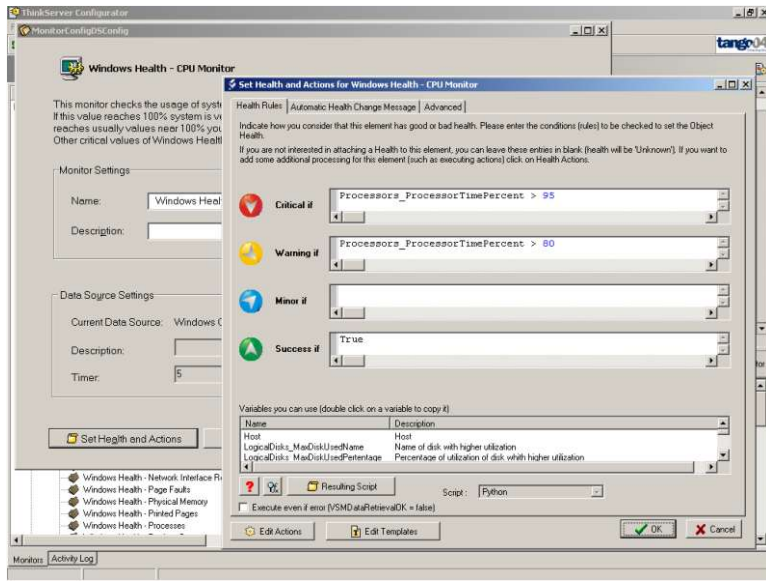 ThinkServer Configurator
MonitorConfigDSConfig
tango04
Windows Health - CPU Monitor
This monitor checks the usage of syste
If this value reaches 100% system is ve
reaches usually values near 100% you
Other critical values of Windows Healt
Monitor Settings
Name:
Windows Heal
Description:
Data Source Settings
Current Data Source: Windows C
Description:
Timer:
5
Set Health and Actions
Set Health and Actions for Windows Health - CPU Monitor
Health Rules
Automatic Health Change Message
Advanced
Indicate how you consider that this element has good or bad health. Please enter the conditions (rules) to be checked to set the Object
Health.
If you are not interested in attaching a Health to this element, you can leave these entries in blank (health will be 'Unknown'). If you want to
add some additional processing for this element (such as executing actions) click on Health Actions.
Critical if
Processors_ProcessorTimePercent > 95
Warning if
Processors_ProcessorTimePercent > 80
Minor if
Success if
True
Variables you can use (double click on a variable to copy it)
Name
Description
Host
Host
LogicalDisks_MaxDiskUsedName
Name of disk with higher utilization
LogicalDisks_MaxDiskUsedPertentage
Percentage of utilization of disk whith higher utilization
Resulting Script
Script:
Python
Execute even if error (VSMDataRetrievalOK = false)
Edit Actions
Edit Templates
OK
Cancel
Windows Health - Network Interface R
Windows Health - Page Faults
Windows Health - Physical Memory
Windows Health - Printed Pages
Windows Health - Processes
Monitors
Activity Log